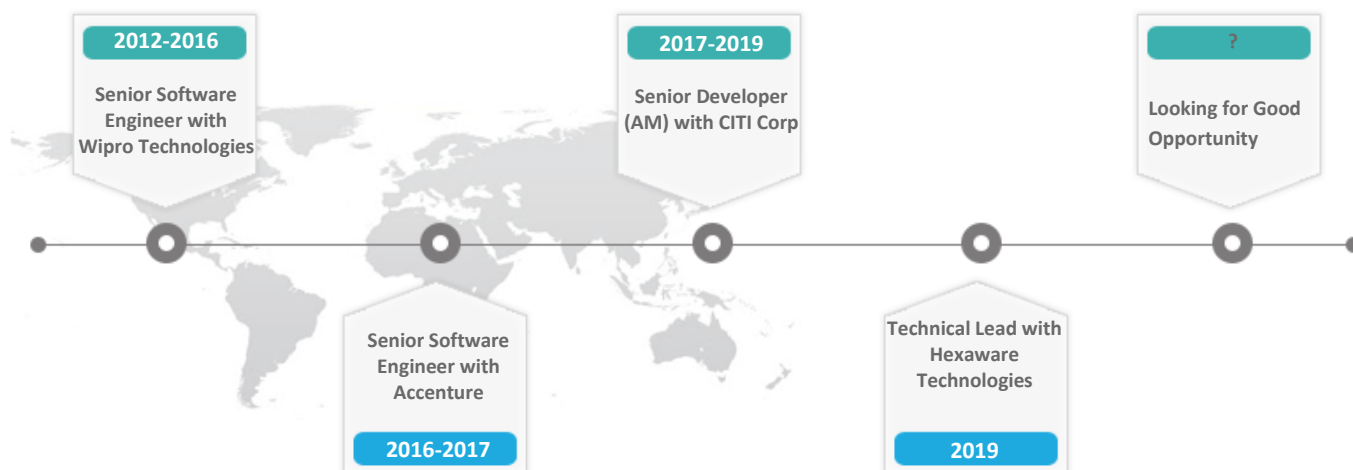 2012-2016
Senior Software
Engineer with
Wipro Technologies
Senior Software
Engineer with
Accenture
2016-2017
2017-2019
Senior Developer
(AM) with CITI Corp
Technical Lead with
Hexaware
Technologies
2019
?
Looking for Good
Opportunity